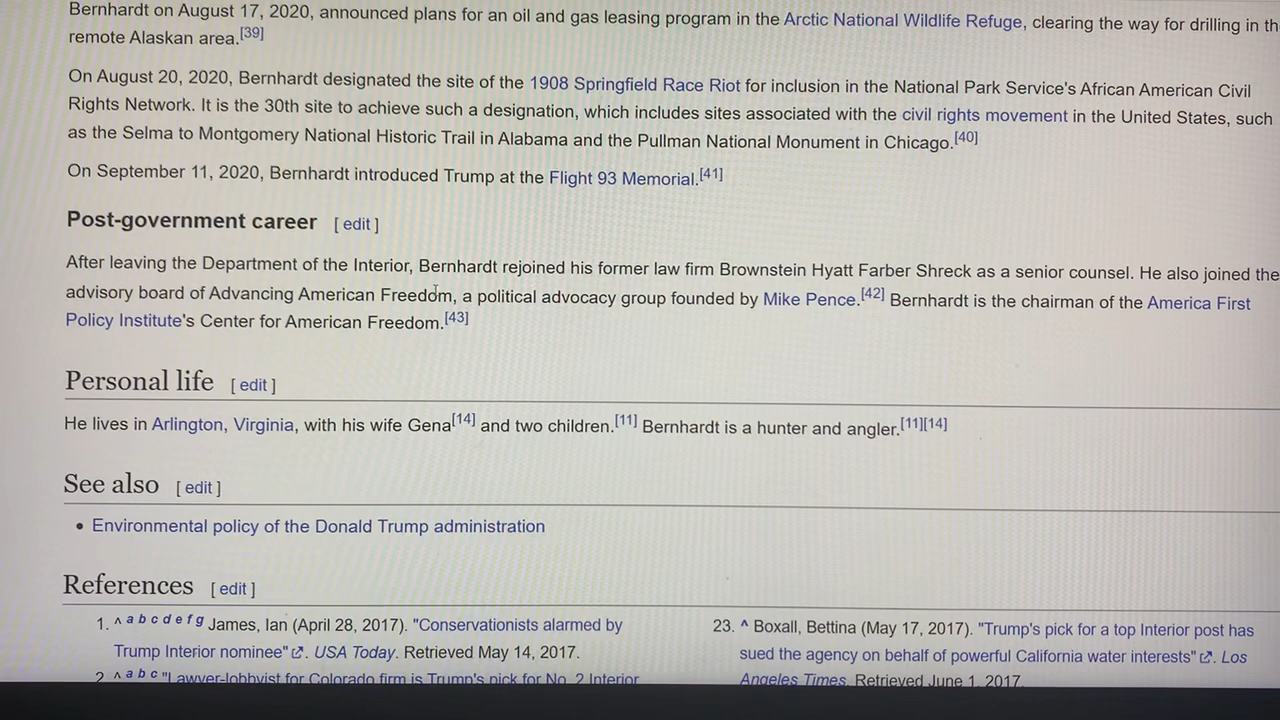 Bernhardt on August 17, 2020, announced plans for an oil and gas leasing program in the Arctic National Wildlife Refuge, clearing the way for drilling in
remote Alaskan area.[39]
On August 20, 2020, Bernhardt designated the site of the 1908 Springfield Race Riot for inclusion in the National Park Service's African American Civil
Rights Network. It is the 30th site to achieve such a designation, which includes sites associated with the civil rights movement in the United States, such
as the Selma to Montgomery National Historic Trail in Alabama and the Pullman National Monument in Chicago.[40]
On September 11, 2020, Bernhardt introduced Trump at the Flight 93 Memorial.[41]
Post-government career [ edit ]
After leaving the Department of the Interior, Bernhardt rejoined his former law firm Brownstein Hyatt Farber Shreck as a senior counsel. He also joined the
advisory board of Advancing American Freedom, a political advocacy group founded by Mike Pence.[42] Bernhardt is the chairman of the America First
Policy Institute's Center for American Freedom.[43]
Personal life [ edit ]
He lives in Arlington, Virginia, with his wife Gena[14] and two children.[11] Bernhardt is a hunter and angler.[11][14]
See also [ edit ]
• Environmental policy of the Donald Trump administration
References [ edit ]
1. ^ a b c d e f g James, Ian (April 28, 2017). "Conservationists alarmed by
Trump Interior nominee". USA Today. Retrieved May 14, 2017.
2. ^ a b c "Lawyer-lobbyist for Colorado firm is Trump's pick for No. 2 Interior
23. ^ Boxall, Bettina (May 17, 2017). "Trump's pick for a top Interior post has
sued the agency on behalf of powerful California water interests". Los
Angeles Times. Retrieved June 1, 2017.